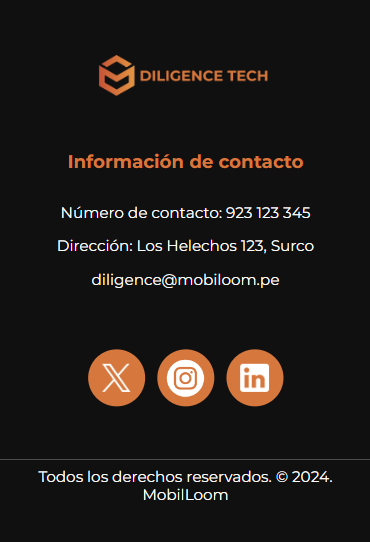 DILIGENCE TECH
Información de contacto
Número de contacto: 923 123 345
Dirección: Los Helechos 123, Surco
diligence@mobiloom.pe
in
Todos los derechos reservados. © 2024.
MobilLoom